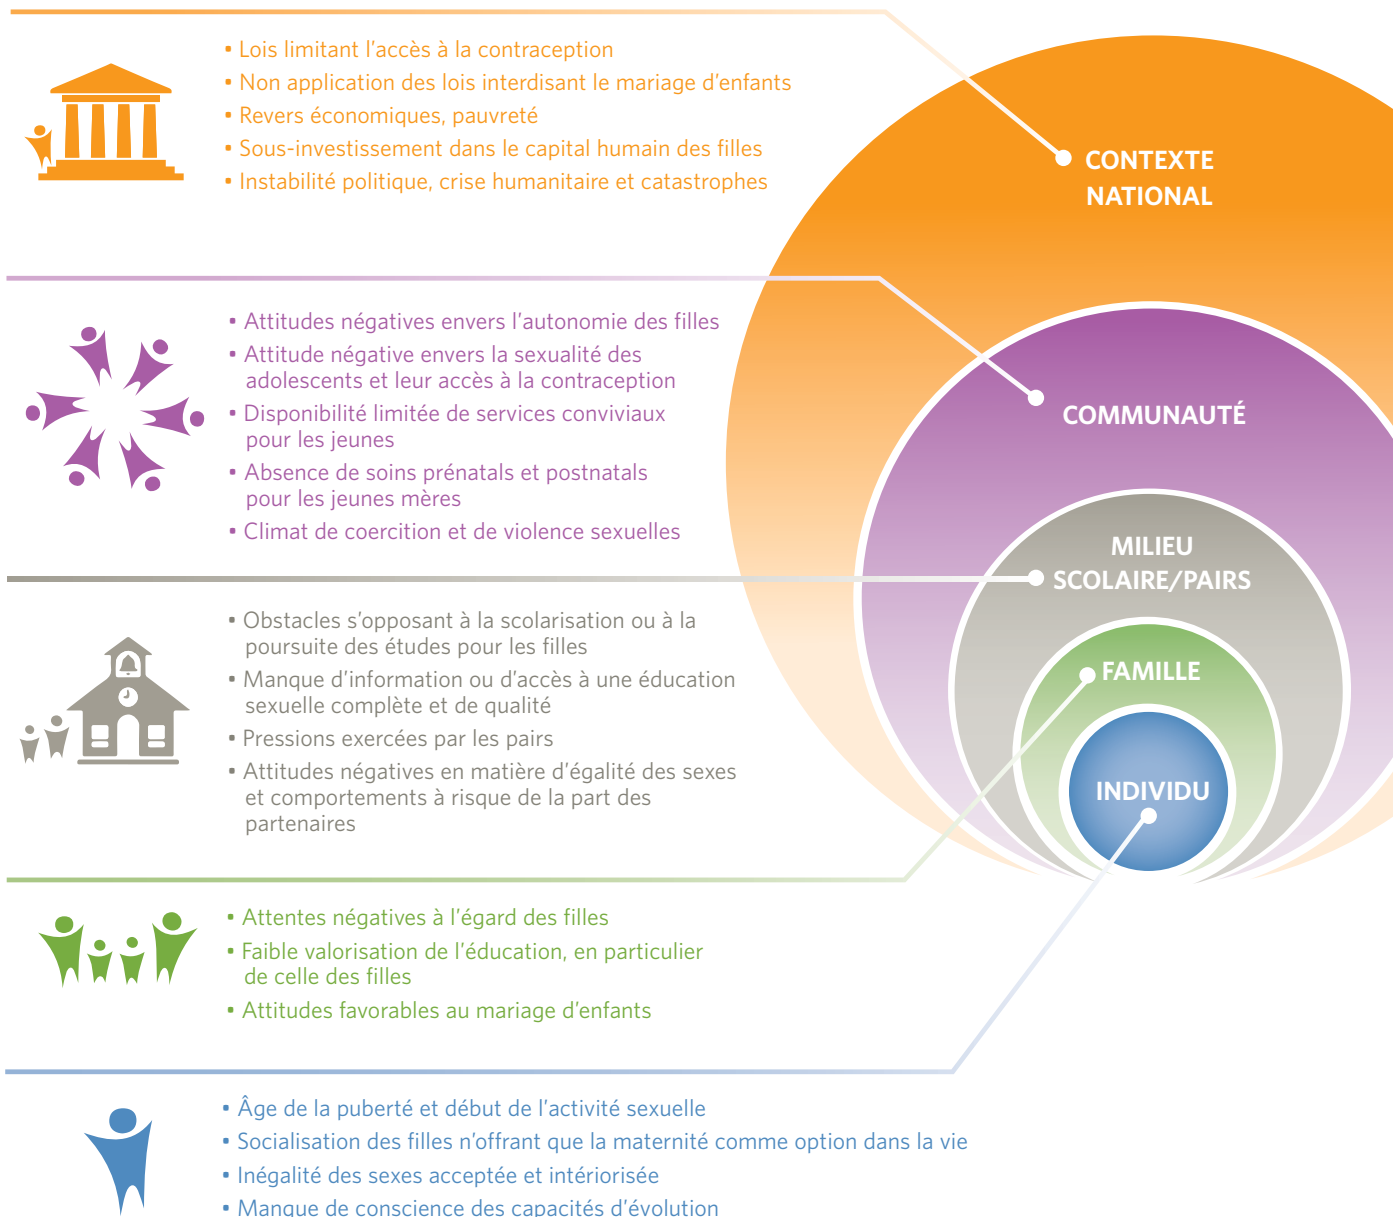 • Lois limitant l'accès à la contraception
• Non application des lois interdisant le mariage d'enfants
• Revers économiques, pauvreté
• Sous-investissement dans le capital humain des filles
• Instabilité politique, crise humanitaire et catastrophes
CONTEXTE
NATIONAL
• Attitudes négatives envers l'autonomie des filles
• Attitude négative envers la sexualité des
adolescents et leur accès à la contraception
• Disponibilité limitée de services conviviaux
pour les jeunes
• Absence de soins prénatals et postnatals
pour les jeunes mères
• Climat de coercition et de violence sexuelles
COMMUNAUTÉ
• Obstacles s'opposant à la scolarisation ou à la
poursuite des études pour les filles
• Manque d'information ou d'accès à une éducation
sexuelle complète et de qualité
• Pressions exercées par les pairs
• Attitudes négatives en matière d'égalité des sexes
et comportements à risque de la part des
partenaires
MILIEU
SCOLAIRE/PAIRS
• Attentes négatives à l'égard des filles
• Faible valorisation de l'éducation, en particulier
de celle des filles
• Attitudes favorables au mariage d'enfants
FAMILLE
• Âge de la puberté et début de l'activité sexuelle
• Socialisation des filles n'offrant que la maternité comme option dans la vie
• Inégalité des sexes acceptée et intériorisée
• Manque de conscience des capacités d'évolution
INDIVIDU